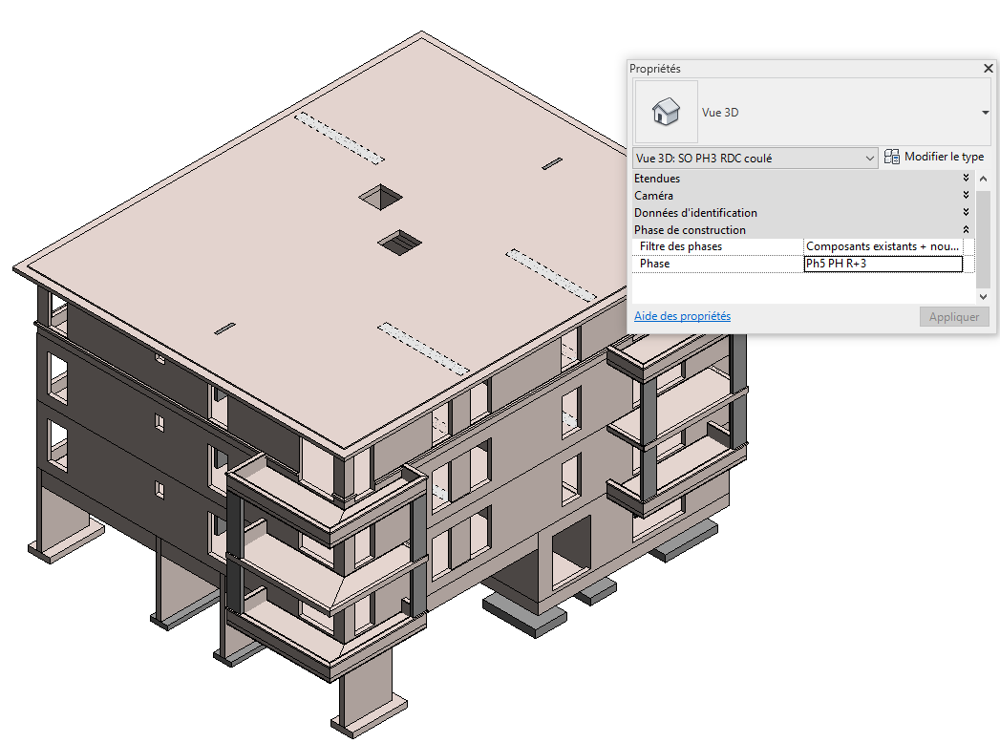 Propriétés
Vue 3D
Vue 3D: SO PH3 RDC coulé
Modifier le type
Etendues
Caméra
Données d'identification
Phase de construction
Filtre des phases Composants existants + nou...
Phase Ph5 PH R+3
Aide des propriétés Appliquer